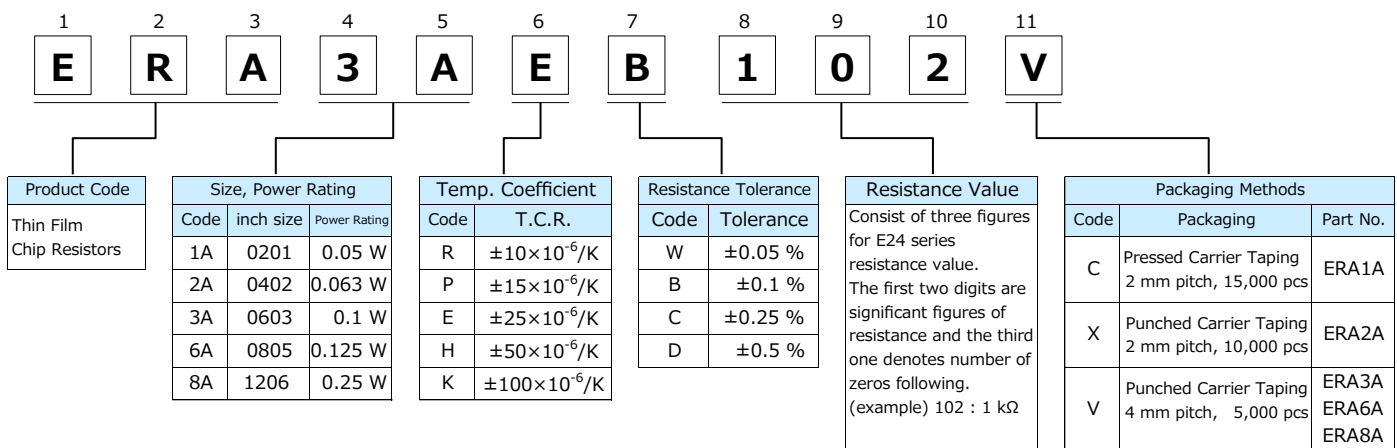 1 2 3 4 5 6 7 8 9 10 11
E R A 3 A E B 1 0 2 V
Product Code
Thin Film
Chip Resistors
Size, Power Rating
Code inch size Power Rating
1A 0201 0.05 W
2A 0402 0.063 W
3A 0603 0.1 W
6A 0805 0.125 W
8A 1206 0.25 W
Temp. Coefficient
Code T.C.R.
R ±10×10⁻⁶/K
P ±15×10⁻⁶/K
E ±25×10⁻⁶/K
H ±50×10⁻⁶/K
K ±100×10⁻⁶/K
Resistance Tolerance
Code Tolerance
W ±0.05 %
B ±0.1 %
C ±0.25 %
D ±0.5 %
Resistance Value
Consist of three figures
for E24 series
resistance value.
The first two digits are
significant figures of
resistance and the third
one denotes number of
zeros following.
(example) 102 : 1 kΩ
Packaging Methods
Code Packaging Part No.
C Pressed Carrier Taping
2 mm pitch, 15,000 pcs ERA1A
X Punched Carrier Taping
2 mm pitch, 10,000 pcs ERA2A
V Punched Carrier Taping
4 mm pitch, 5,000 pcs
ERA3A
ERA6A
ERA8A